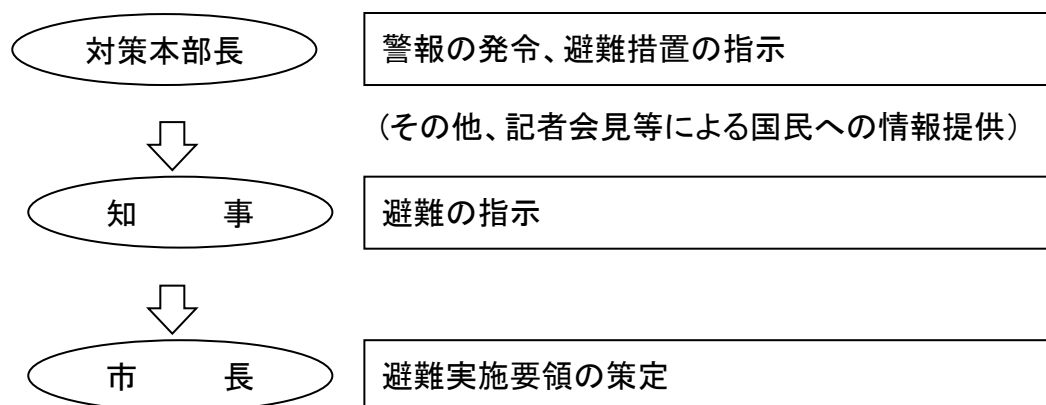 対策本部長
警報の発令、避難措置の指示
(その他、記者会見等による国民への情報提供)
知　　事
避難の指示
市　　長
避難実施要領の策定